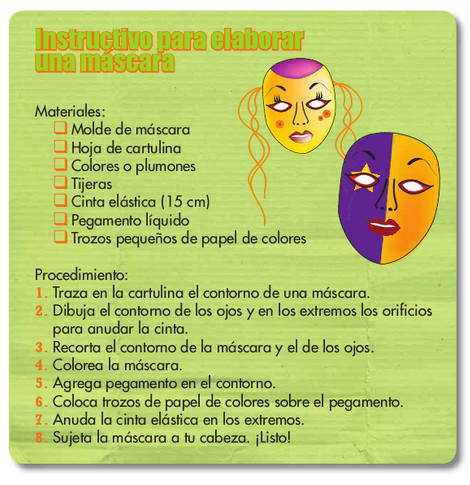 Instructivo para elaborar
una máscara
Materiales:
Molde de máscara
Hoja de cartulina
Colores o plumones
Tijeras
Cinta elástica (15 cm)
Pegamento líquido
Trozos pequeños de papel de colores
Procedimiento:
1. Traza en la cartulina el contorno de una máscara.
2. Dibuja el contorno de los ojos y en los extremos los orificios
para anudar la cinta.
3. Recorta el contorno de la máscara y el de los ojos.
4. Colorea la máscara.
5. Agrega pegamento en el contorno.
6. Coloca trozos de papel de colores sobre el pegamento.
7. Anuda la cinta elástica en los extremos.
8. Sujeta la máscara a tu cabeza. ¡Listo!